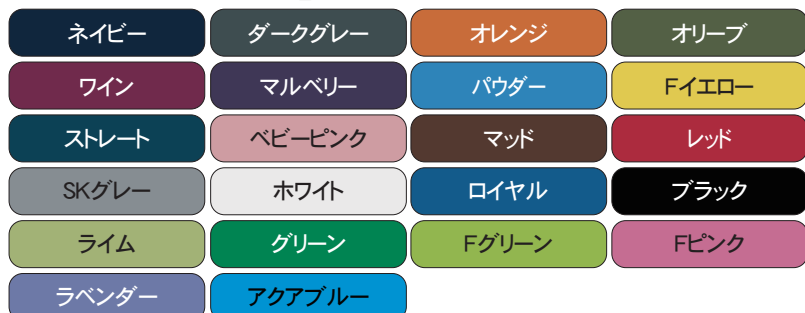 ネイビー ダークグレー オレンジ オリーブ
ワイン マルベリー パウダー Fイエロー
ストレート ベビーピンク マッド レッド
SKグレー ホワイト ロイヤル ブラック
ライム グリーン Fグリーン Fピンク
ラベンダー アクアブルー